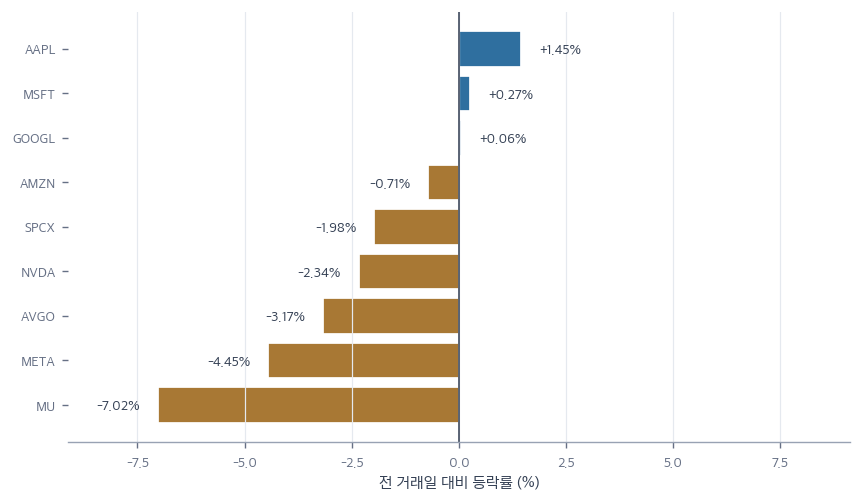 AAPL +1.45%
MSFT +0.27%
GOOGL +0.06%
AMZN -0.71%
SPCX -1.98%
NVDA -2.34%
AVGO -3.17%
META -4.45%
MU -7.02%
-7.5 -5.0 -2.5 0.0 2.5 5.0 7.5
전 거래일 대비 등락률 (%)